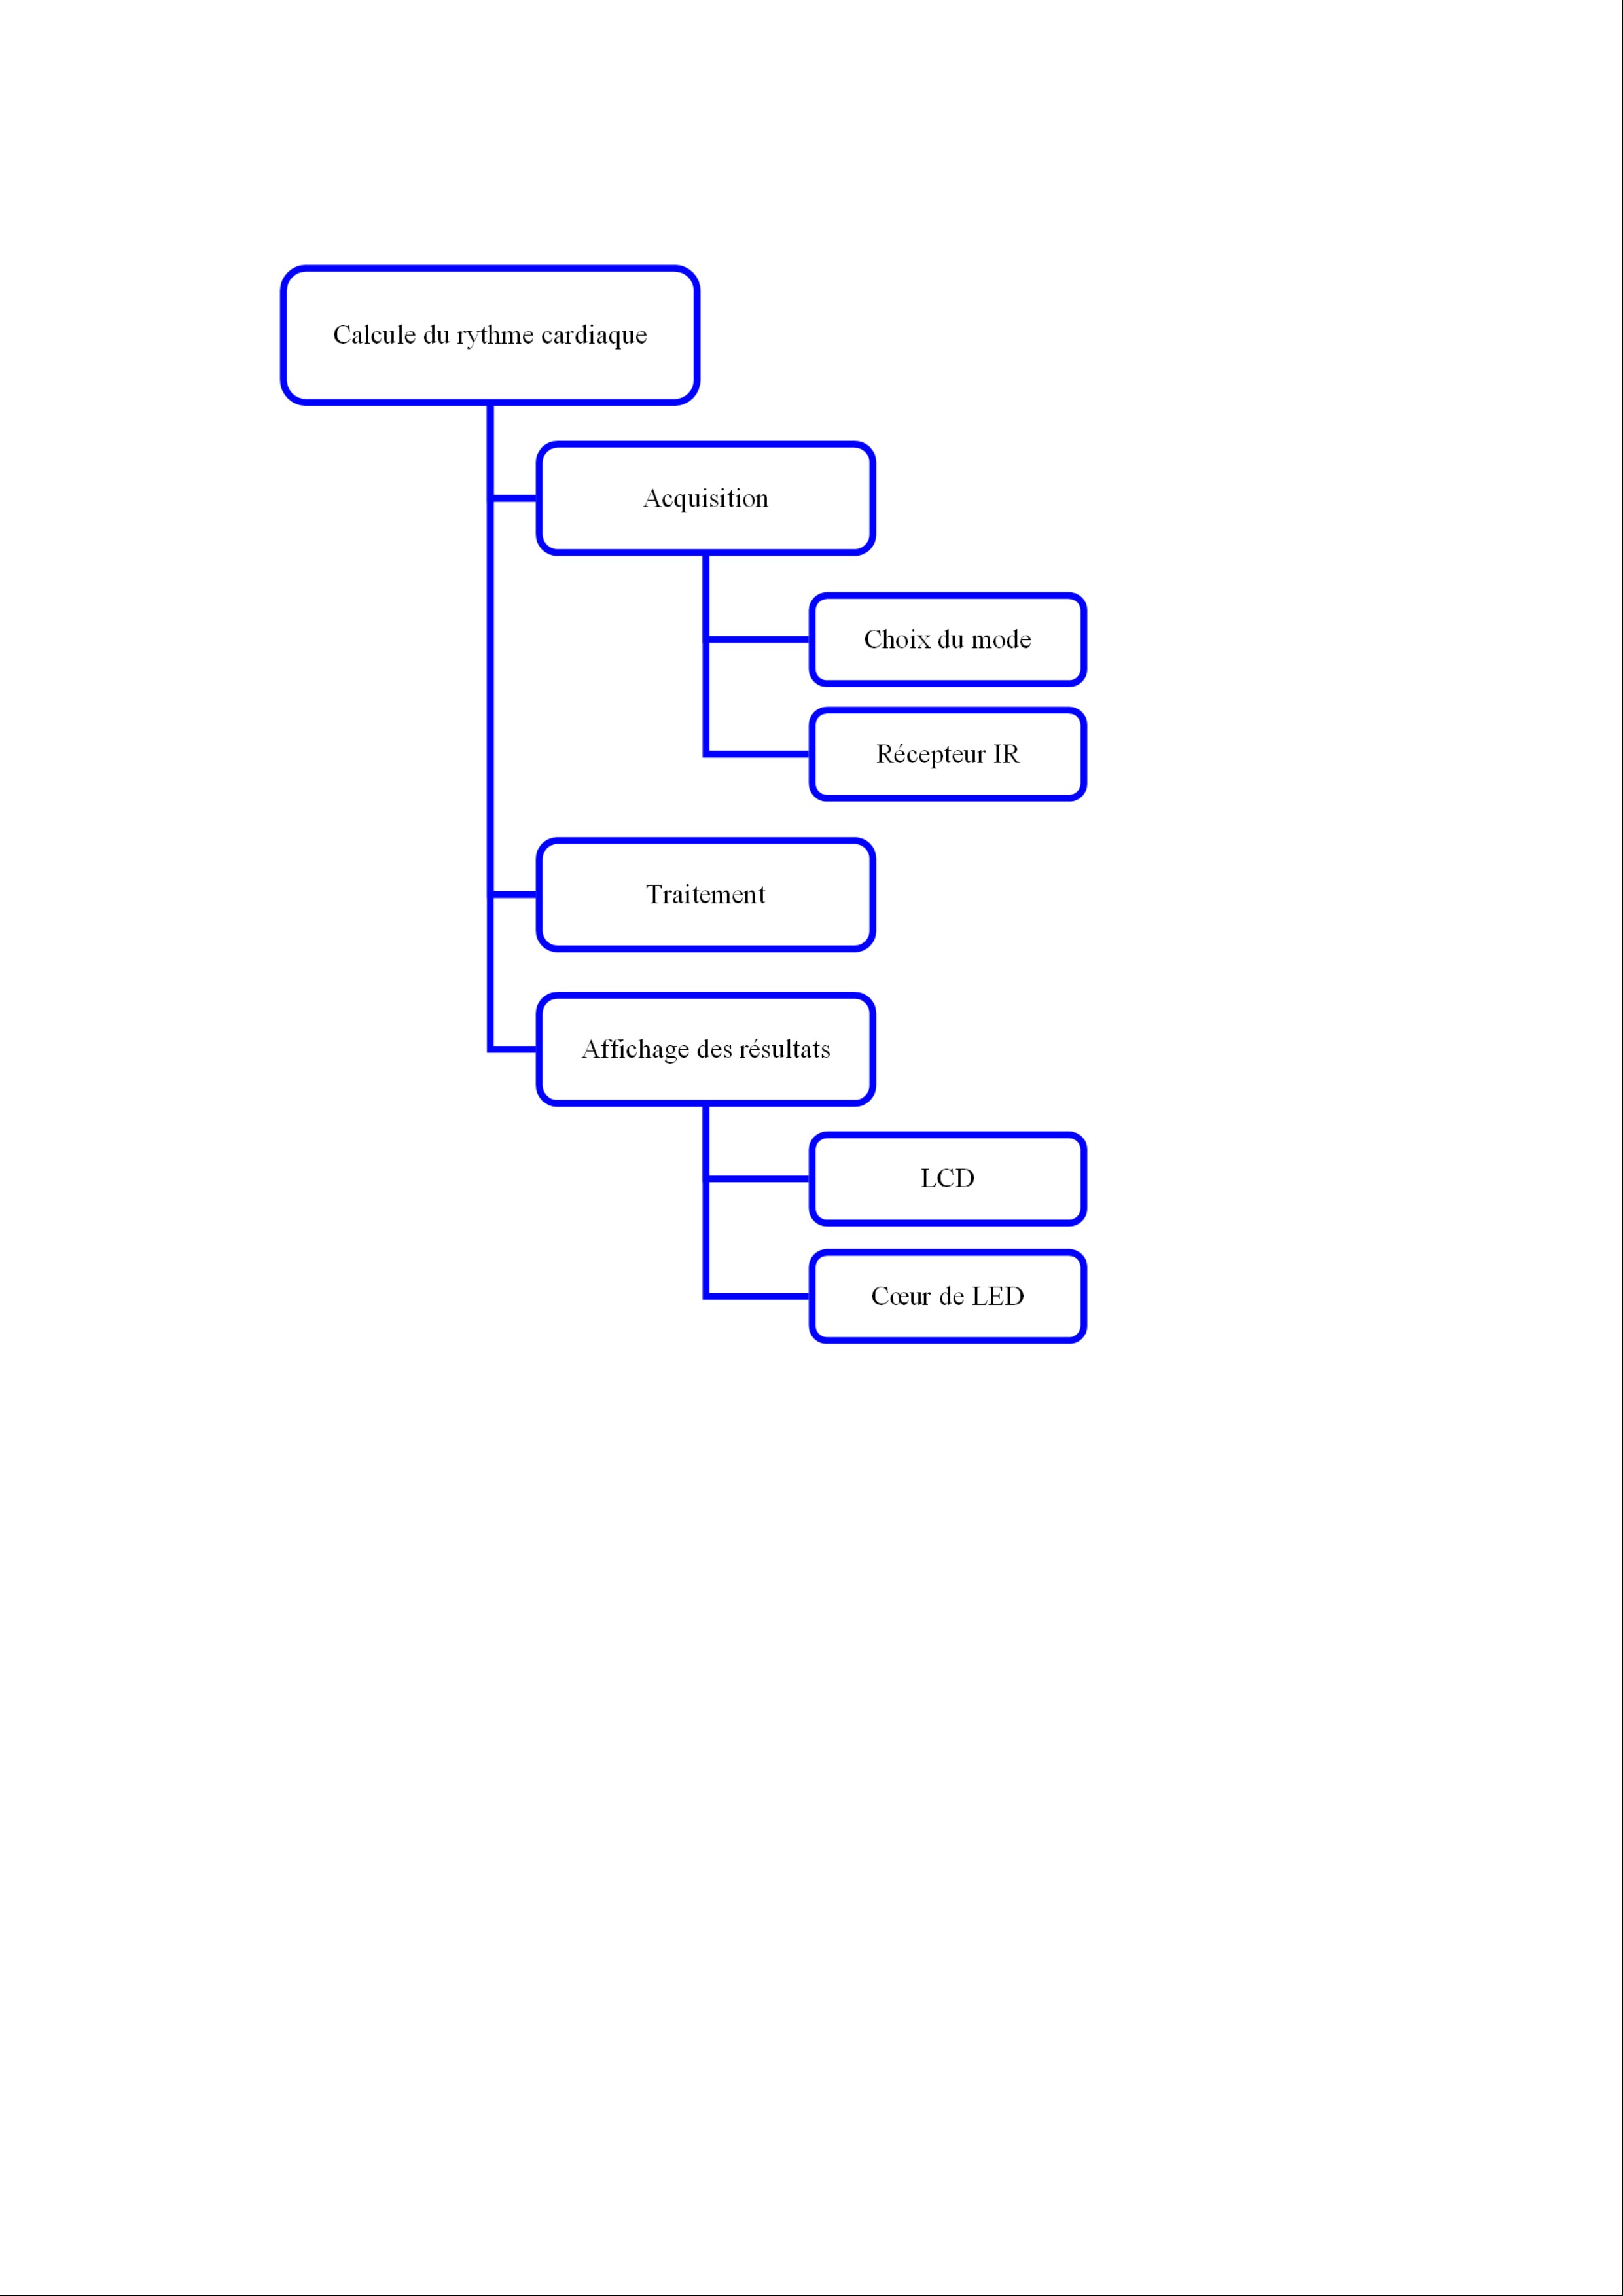 Calcule du rythme cardiaque
Acquisition
Choix du mode
Récepteur IR
Traitement
Affichage des résultats
LCD
Cœur de LED